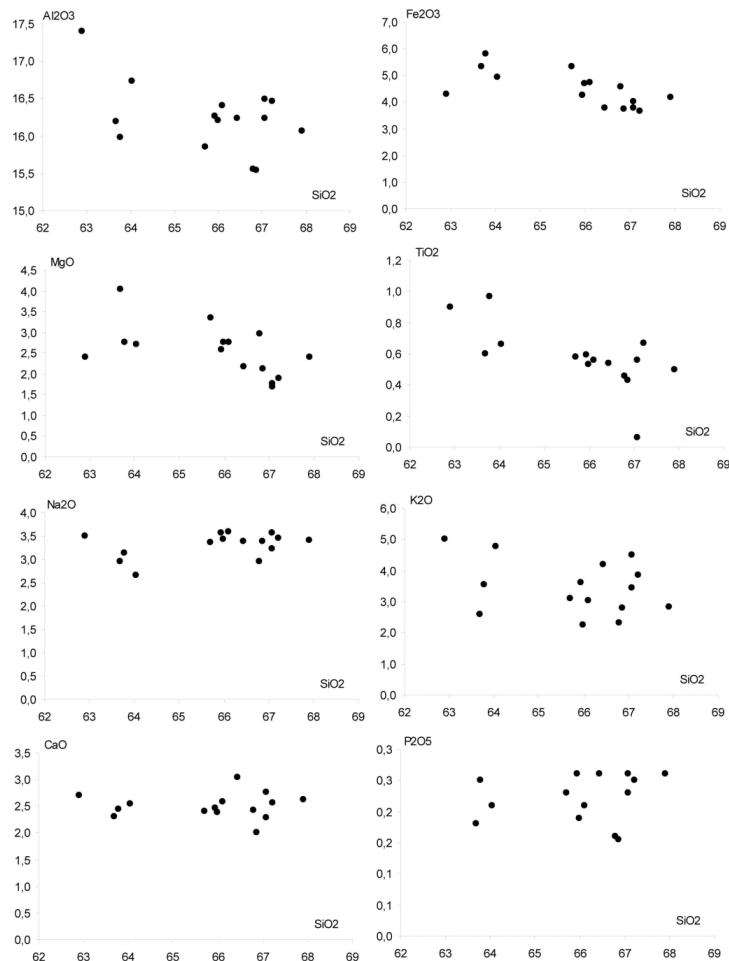 Al2O3
17,5
17,0
16,5
16,0
15,5
15,0
SiO2
62 63 64 65 66 67 68 69
Fe2O3
7,0
6,0
5,0
4,0
3,0
2,0
1,0
0,0
SiO2
62 63 64 65 66 67 68 69
MgO
4,5
4,0
3,5
3,0
2,5
2,0
1,5
1,0
0,5
0,0
SiO2
62 63 64 65 66 67 68 69
TiO2
1,2
1,0
0,8
0,6
0,4
0,2
0,0
SiO2
62 63 64 65 66 67 68 69
Na2O
4,0
3,5
3,0
2,5
2,0
1,5
1,0
0,5
0,0
SiO2
62 63 64 65 66 67 68 69
K2O
6,0
5,0
4,0
3,0
2,0
1,0
0,0
SiO2
62 63 64 65 66 67 68 69
CaO
3,5
3,0
2,5
2,0
1,5
1,0
0,5
0,0
SiO2
62 63 64 65 66 67 68 69
P2O5
0,3
0,3
0,2
0,2
0,1
0,1
0,0
SiO2
62 63 64 65 66 67 68 69